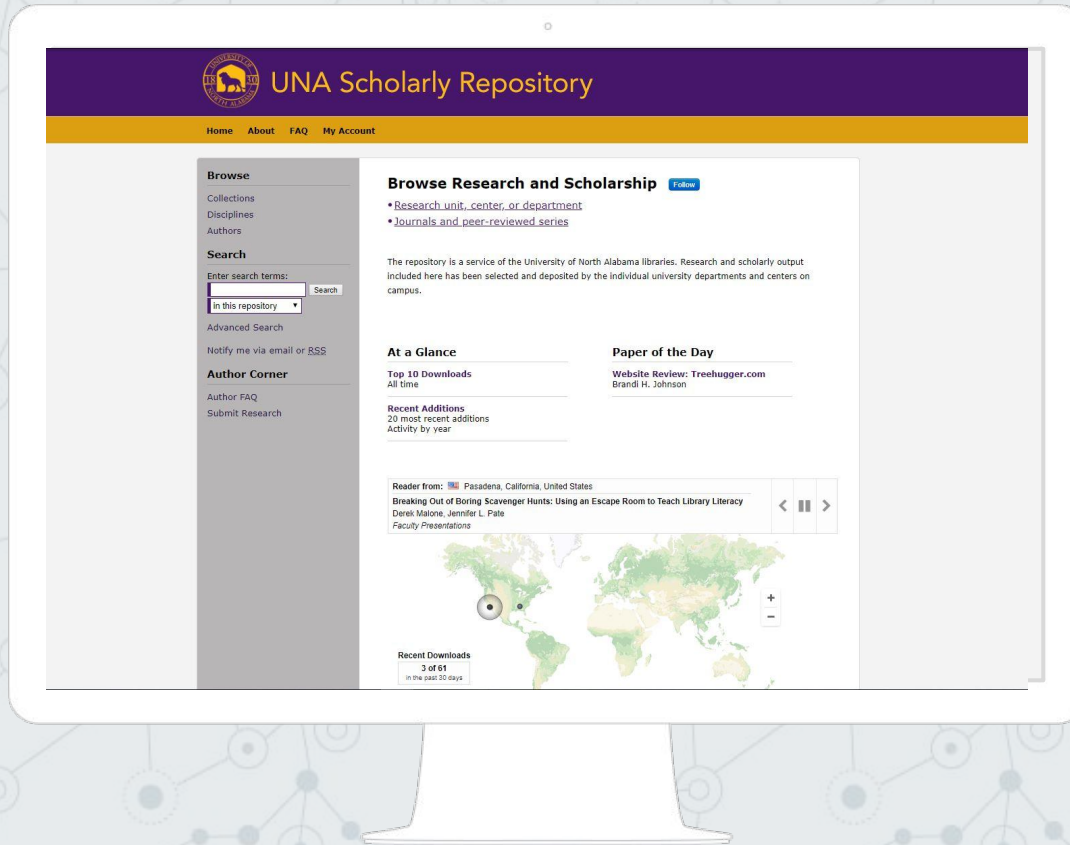 UNIVERSITY OF
18 30
NORTH ALABAMA
UNA Scholarly Repository
Home About FAQ My Account
Browse
Collections
Disciplines
Authors
Search
Enter search terms:
Search
in this repository
Advanced Search
Notify me via email or RSS
Author Corner
Author FAQ
Submit Research
Browse Research and Scholarship Follow
• Research unit, center, or department
• Journals and peer-reviewed series
The repository is a service of the University of North Alabama libraries. Research and scholarly output
included here has been selected and deposited by the individual university departments and centers on
campus.
At a Glance
Top 10 Downloads
All time
Recent Additions
20 most recent additions
Activity by year
Paper of the Day
Website Review: Treehugger.com
Brandi H. Johnson
Reader from: Pasadena, California, United States
Breaking Out of Boring Scavenger Hunts: Using an Escape Room to Teach Library Literacy
Derek Malone, Jennifer L. Pate
Faculty Presentations
+
−
Recent Downloads
3 of 61
in the past 30 days